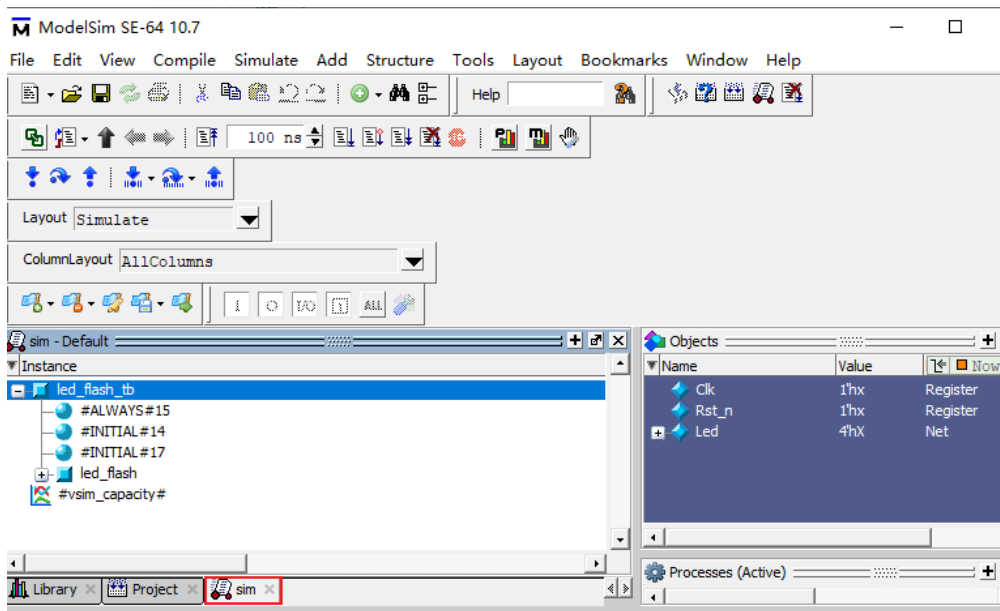 ModelSim SE-64 10.7
File Edit View Compile Simulate Add Structure Tools Layout Bookmarks Window Help
Help
100 ns
Layout Simulate
ColumnLayout AllColumns
I O I/O ALL
sim - Default
Instance
led_flash_tb
#ALWAYS#15
#INITIAL#14
#INITIAL#17
led_flash
#vsim_capacity#
Library Project sim
Objects
Name Value Now
Clk 1'hx Register
Rst_n 1'hx Register
Led 4'hX Net
Processes (Active)